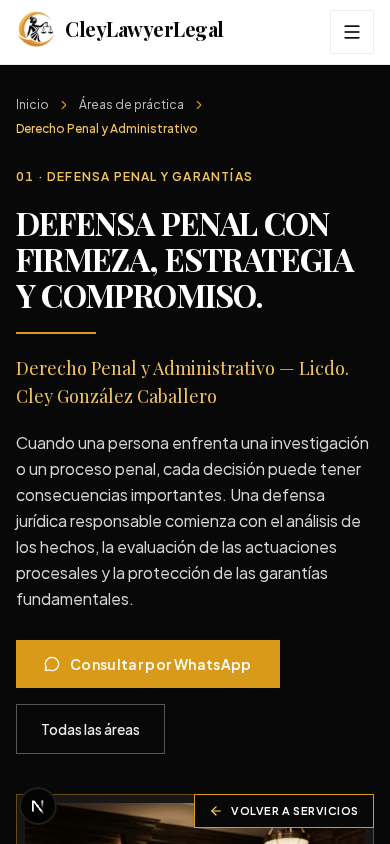 CleyLawyerLegal
Inicio > Áreas de práctica >
Derecho Penal y Administrativo
01 · DEFENSA PENAL Y GARANTÍAS
DEFENSA PENAL CON
FIRMEZA, ESTRATEGIA
Y COMPROMISO.
Derecho Penal y Administrativo — Licdo.
Cley González Caballero
Cuando una persona enfrenta una investigación
o un proceso penal, cada decisión puede tener
consecuencias importantes. Una defensa
jurídica responsable comienza con el análisis de
los hechos, la evaluación de las actuaciones
procesales y la protección de las garantías
fundamentales.
Consultar por WhatsApp
Todas las áreas
N
← VOLVER A SERVICIOS